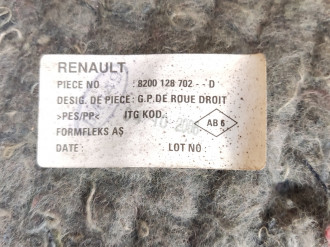 RENAULT
PIECE NO : 8200 128 702 - - D
DESIG. DE PIECE : G.P.DE ROUE DROIT
>PES/PP< ITG KOD.:
AB 6
FORMFLEKS AŞ
DATE : LOT NO :